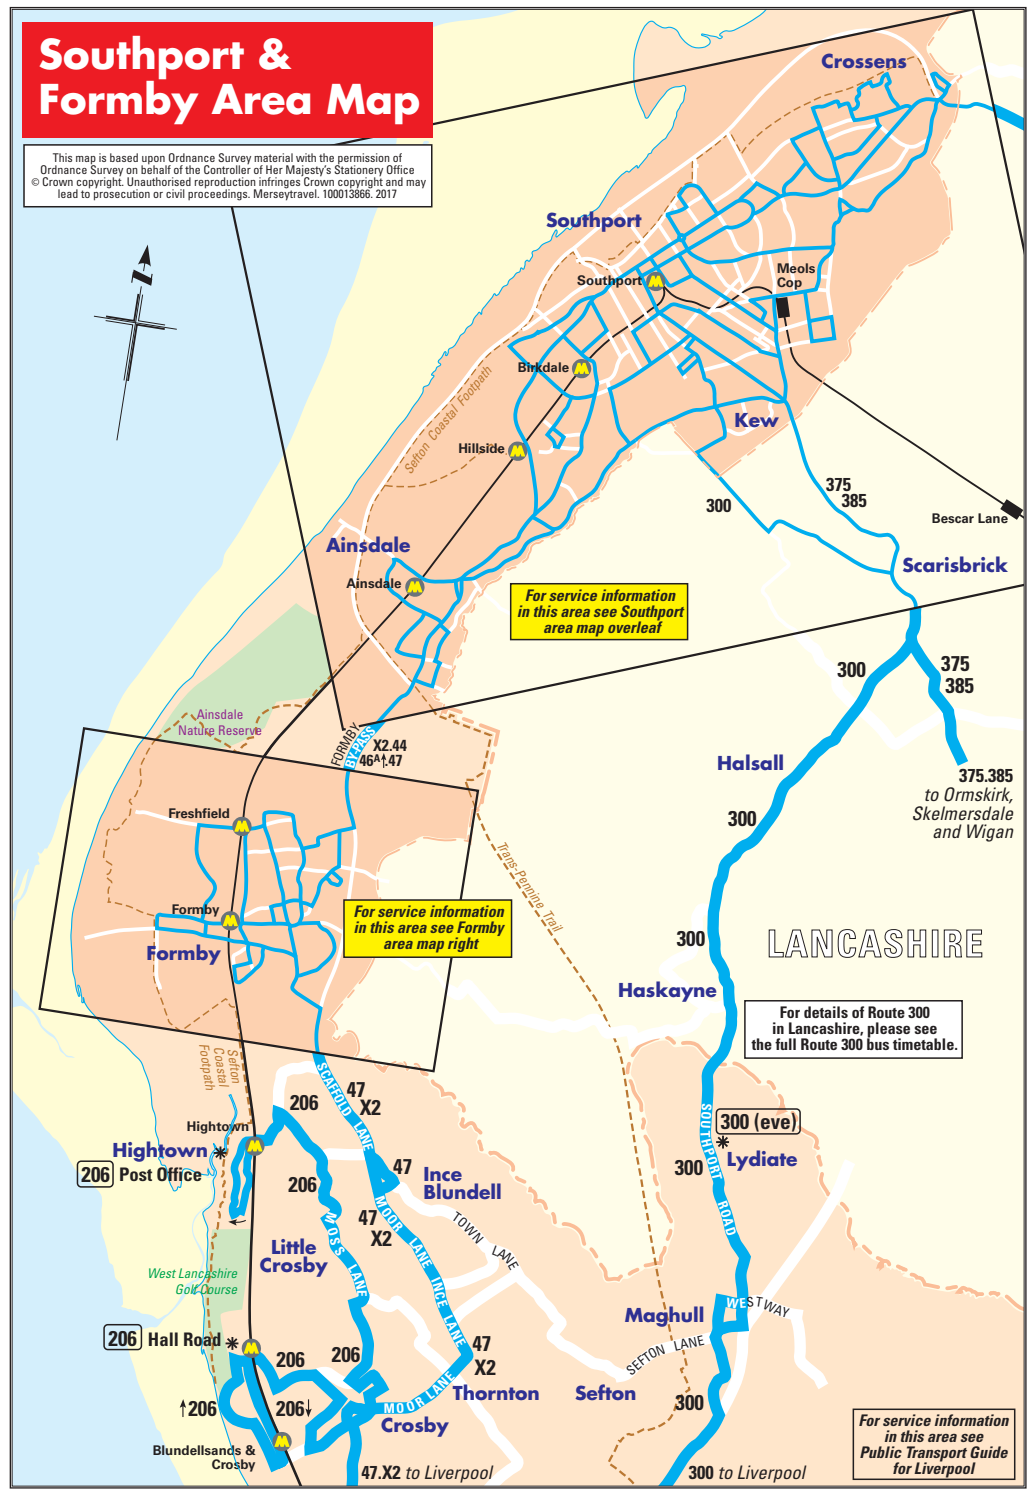 Southport &
Formby Area Map
This map is based upon Ordnance Survey material with the permission of
Ordnance Survey on behalf of the Controller of Her Majesty's Stationery Office
© Crown copyright. Unauthorised reproduction infringes Crown copyright and may
lead to prosecution or civil proceedings. Merseytravel. 100013866. 2017
N
Crossens
Southport
Southport
Meols
Cop
Birkdale
Sefton Coastal Footpath
Kew
Hillside
375
385
300
Bescar Lane
Ainsdale
Scarisbrick
Ainsdale
For service information
in this area see Southport
area map overleaf
300
375
385
Ainsdale
Nature Reserve
FORMBY
BY-PASS
X2.44
46A↑.47
Halsall
375.385
to Ormskirk,
Skelmersdale
and Wigan
Freshfield
300
Trans-Pennine Trail
Formby
For service information
in this area see Formby
area map right
Formby
300
LANCASHIRE
Haskayne
For details of Route 300
in Lancashire, please see
the full Route 300 bus timetable.
Sefton
Coastal
Footpath
SCAFFOLD LANE
47
X2
206
Hightown
Hightown
206 Post Office
SOUTHPORT ROAD
300 (eve)
Lydiate
300
47
Ince
Blundell
206
47
X2
MOSS LANE
MOOR LANE
INCE LANE
TOWN LANE
Little
Crosby
West Lancashire
Golf Course
WESTWAY
Maghull
206 Hall Road
206
206
47
X2
SEFTON LANE
MOOR LANE
Thornton
Sefton
↑206
206↓
Crosby
300
Blundellsands &
Crosby
47.X2 to Liverpool
300 to Liverpool
For service information
in this area see
Public Transport Guide
for Liverpool